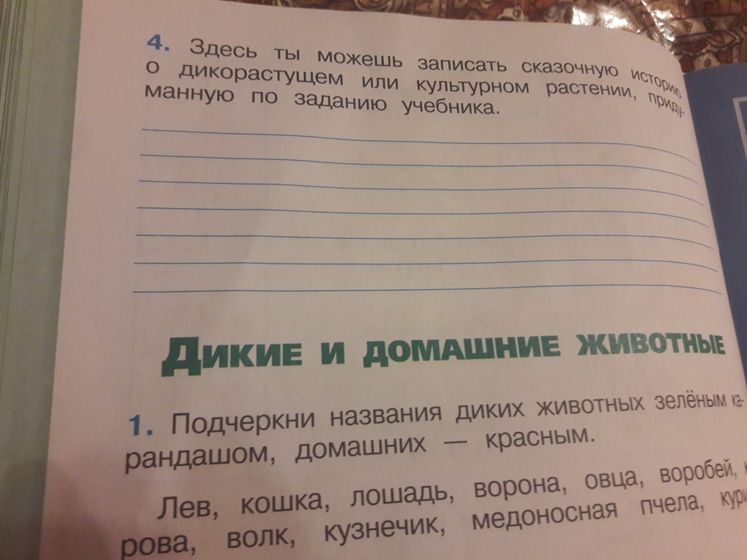 4. Здесь ты можешь записать сказочную историю
о дикорастущем или культурном растении, приду-
манную по заданию учебника.
Дикие и домашние животные
1. Подчеркни названия диких животных зелёным ка-
рандашом, домашних — красным.
Лев, кошка, лошадь, ворона, овца, воробей,
рова, волк, кузнечик, медоносная пчела,